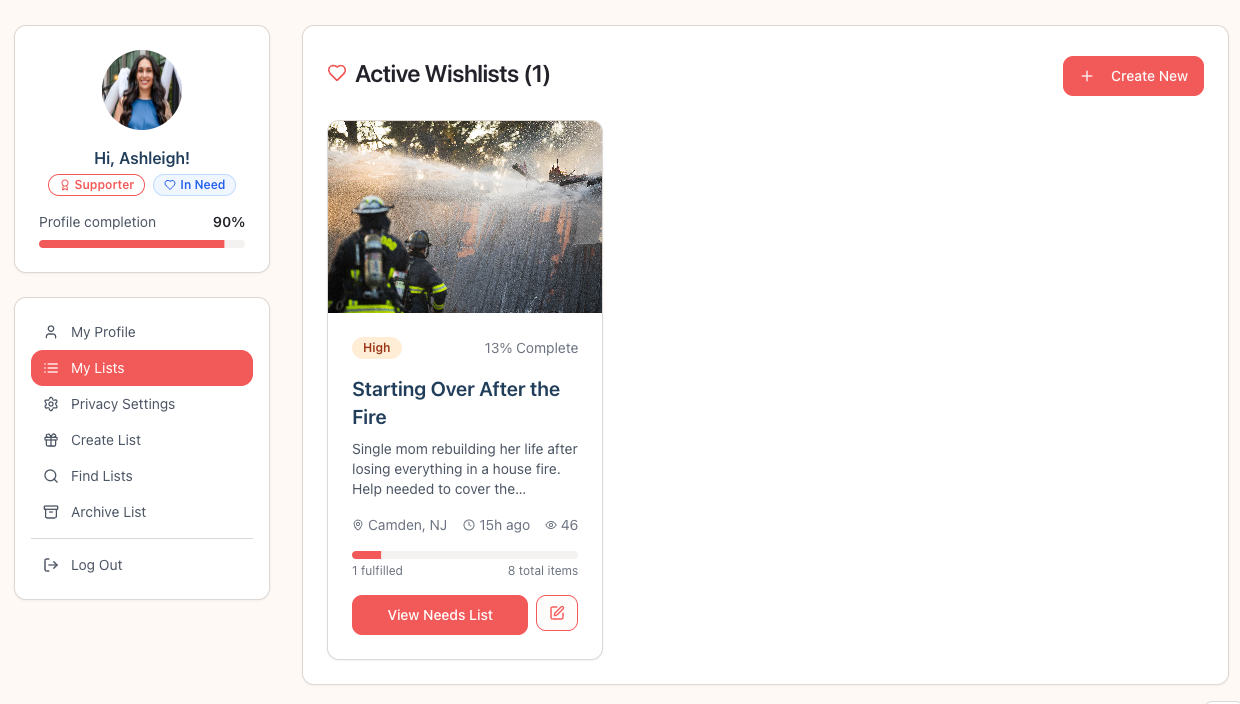 Hi, Ashleigh!
Supporter
In Need
Profile completion
90%
My Profile
My Lists
Privacy Settings
Create List
Find Lists
Archive List
Log Out
Active Wishlists (1)
Create New
High
13% Complete
Starting Over After the
Fire
Single mom rebuilding her life after
losing everything in a house fire.
Help needed to cover the...
Camden, NJ
15h ago
46
1 fulfilled
8 total items
View Needs List